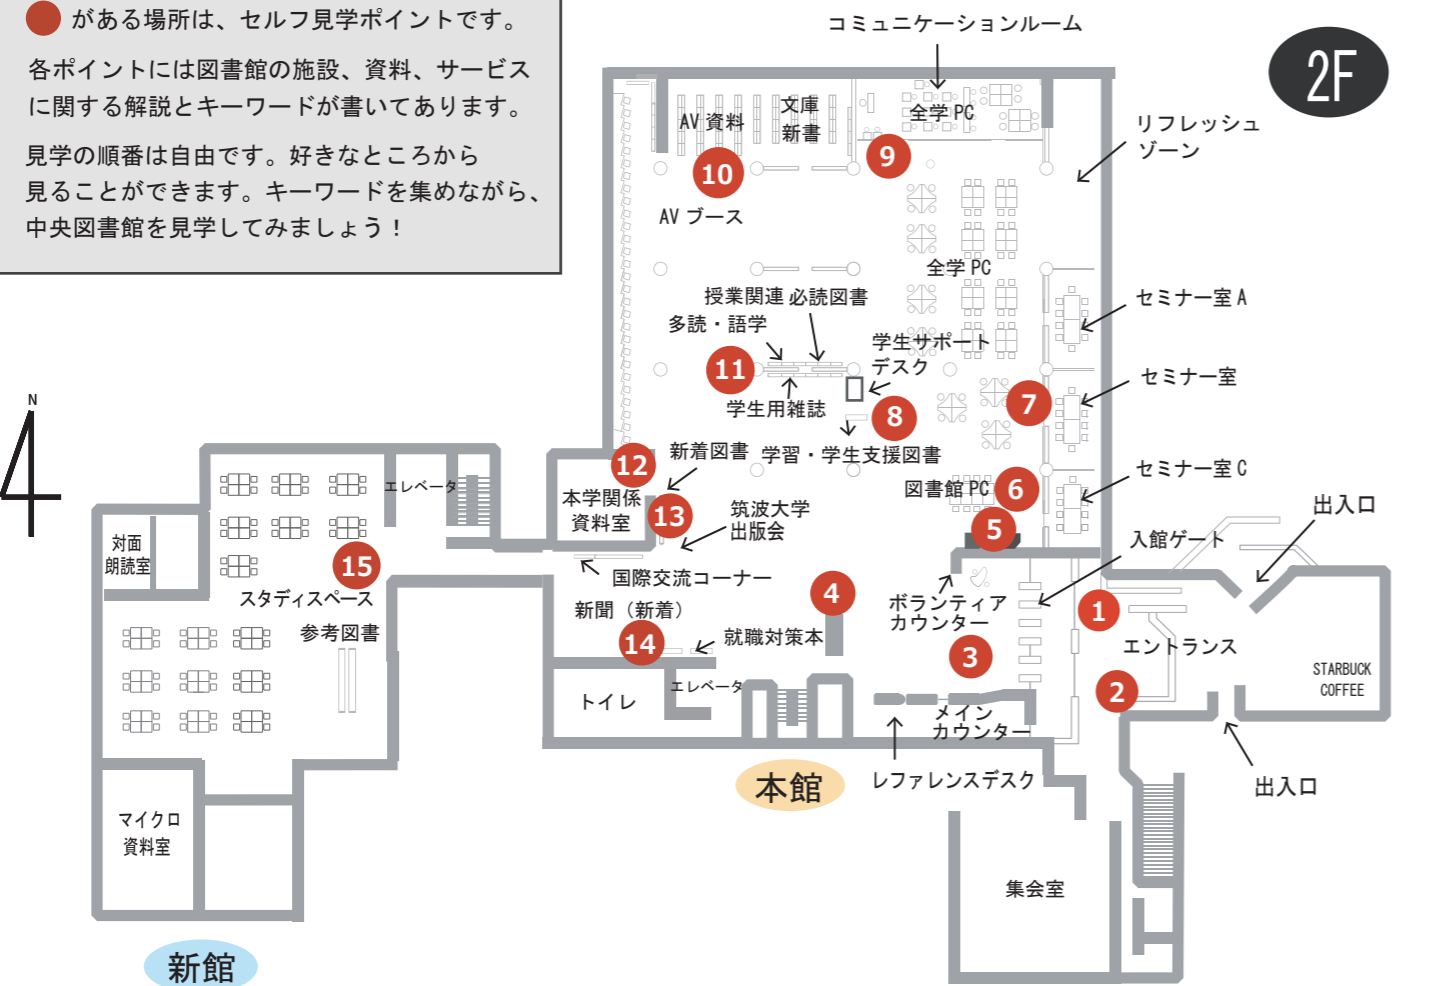 がある場所は、セルフ見学ポイントです。
各ポイントには図書館の施設、資料、サービス
に関する解説とキーワードが書いてあります。
見学の順番は自由です。好きなところから
見ることができます。キーワードを集めながら、
中央図書館を見学してみましょう！
2F
コミュニケーションルーム
AV資料
文庫
新書
全学PC
リフレッシュ
ゾーン
9
10
AVブース
全学PC
授業関連 必読図書
多読・語学
セミナー室A
学生サポート
デスク
11
セミナー室
学生用雑誌
7
8
N
新着図書
学習・学生支援図書
セミナー室C
12
エレベータ
本学関係
資料室
13
図書館PC
6
筑波大学
出版会
5
出入口
入館ゲート
対面
朗読室
15
スタディスペース
国際交流コーナー
4
ボランティア
カウンター
1
新聞（新着）
参考図書
14
就職対策本
3
エントランス
STARBUCK
COFFEE
トイレ
エレベータ
2
メイン
カウンター
本館
レファレンスデスク
出入口
マイクロ
資料室
集会室
新館